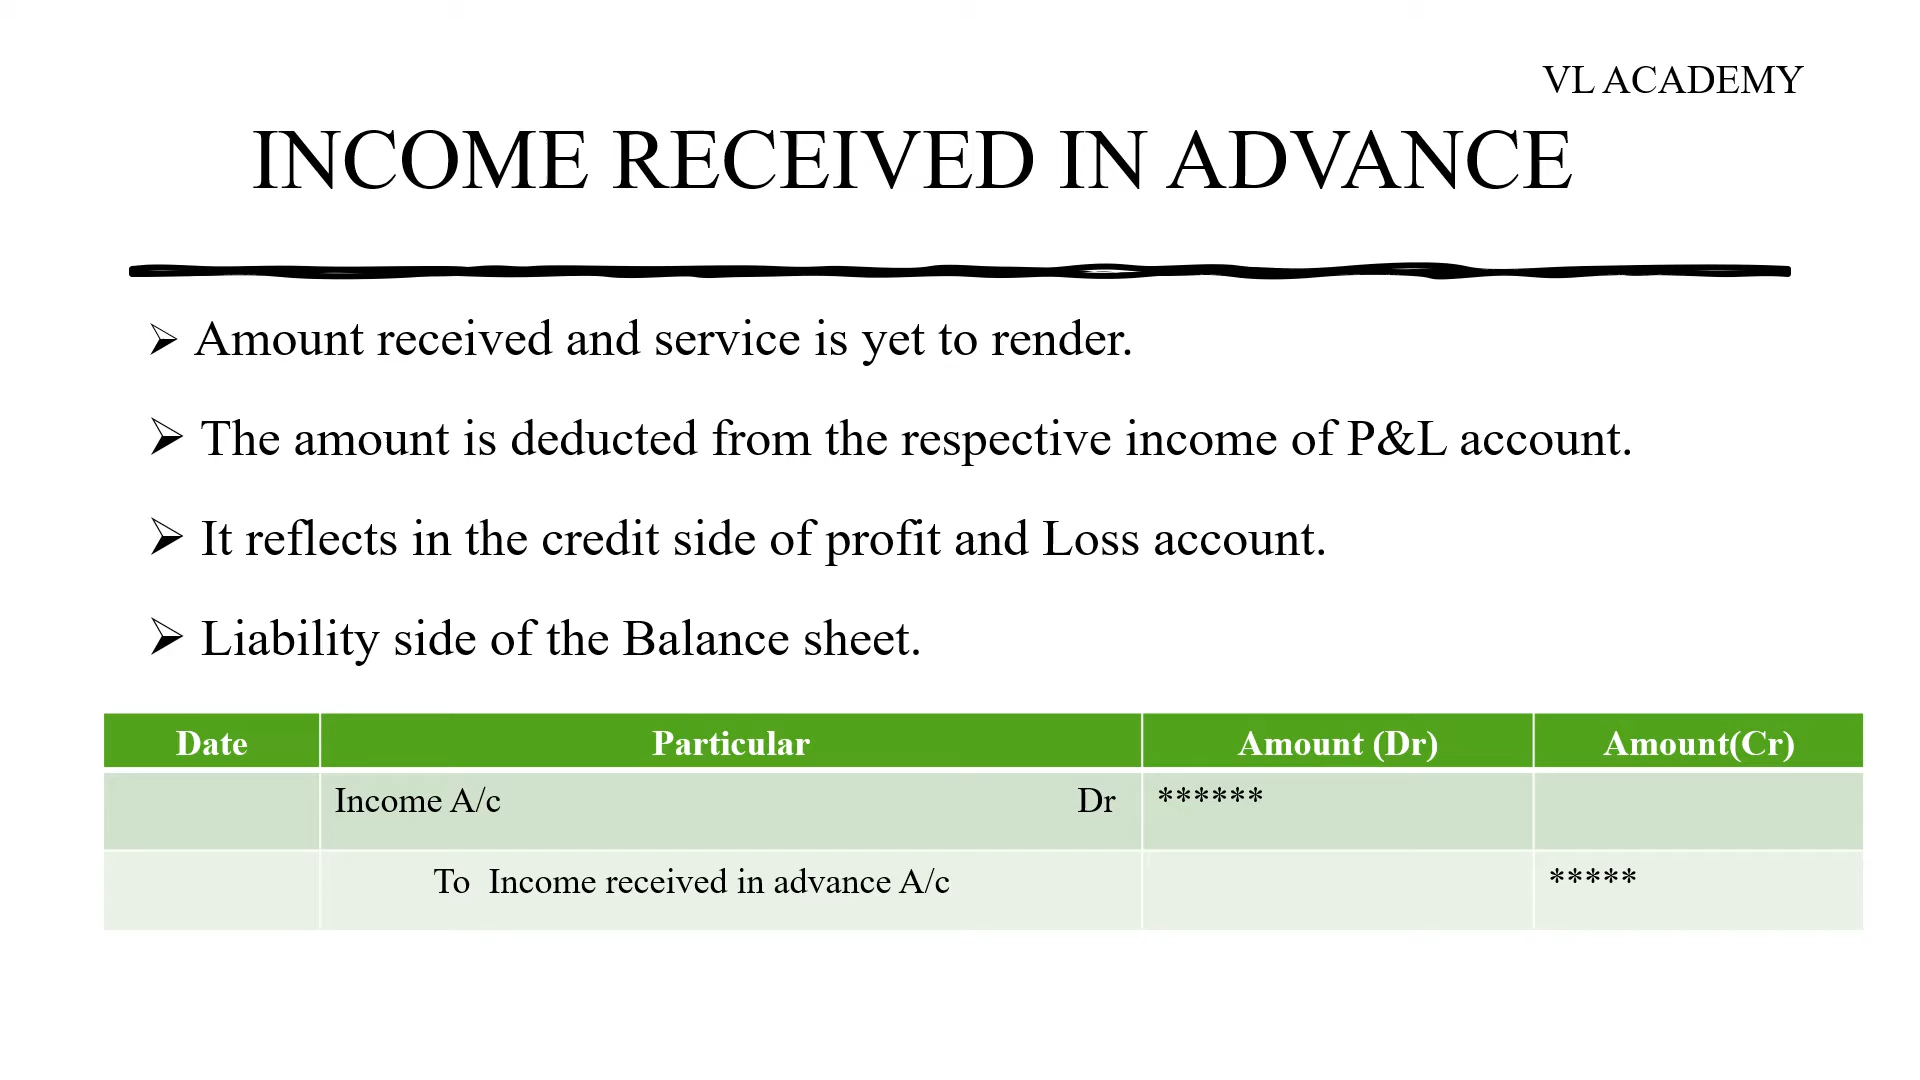 VL ACADEMY
INCOME RECEIVED IN ADVANCE
➢ Amount received and service is yet to render.
➢ The amount is deducted from the respective income of P&L account.
➢ It reflects in the credit side of profit and Loss account.
➢ Liability side of the Balance sheet.
Date Particular Amount (Dr) Amount(Cr)
Income A/c Dr ******
To Income received in advance A/c *****